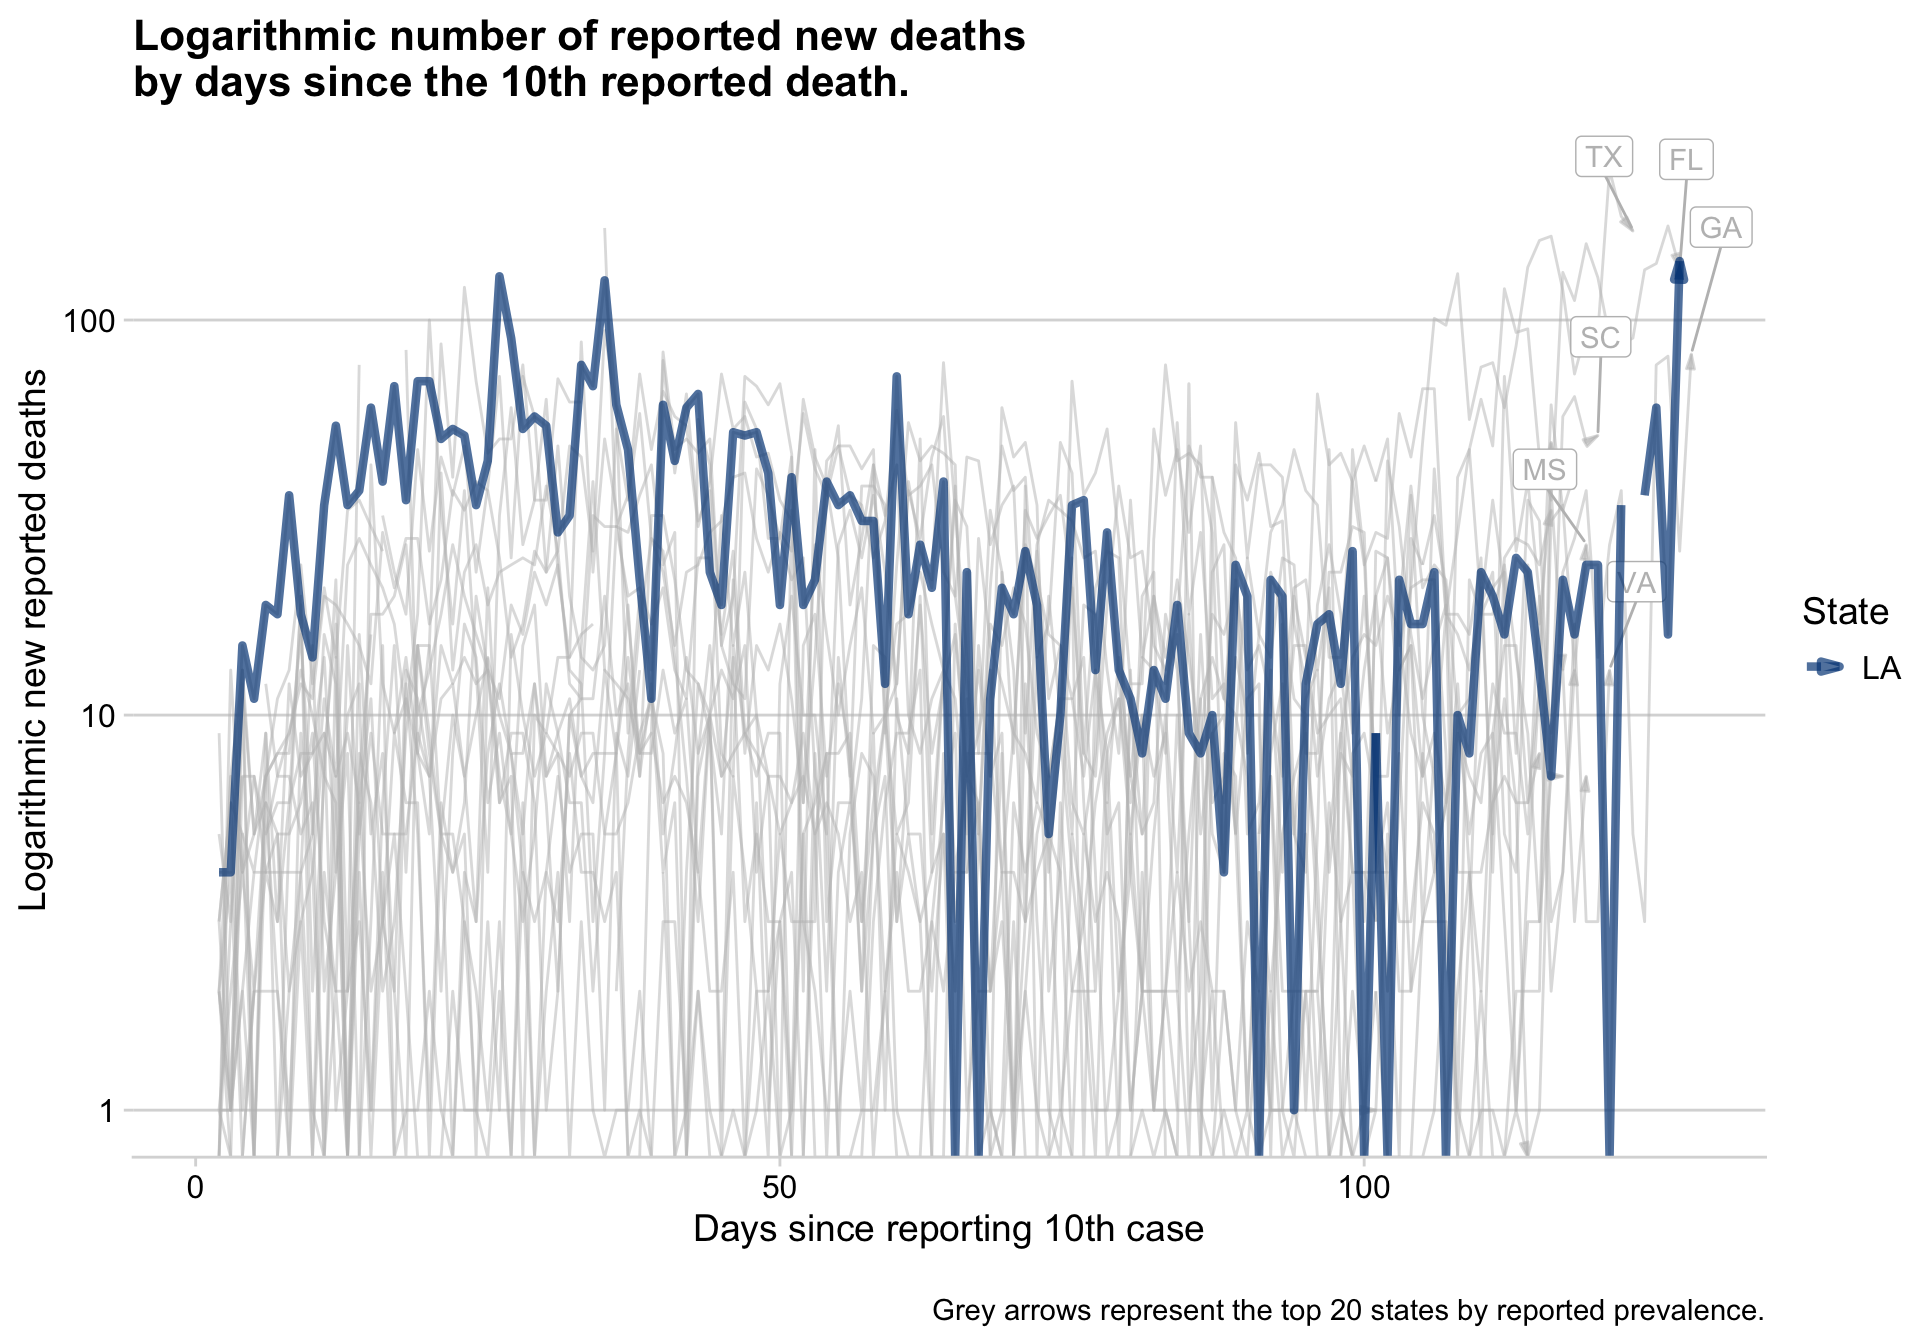 Logarithmic number of reported new deaths
by days since the 10th reported death.
TX
FL
GA
SC
MS
VA
100
10
1
Logarithmic new reported deaths
0
50
100
Days since reporting 10th case
State
LA
Grey arrows represent the top 20 states by reported prevalence.